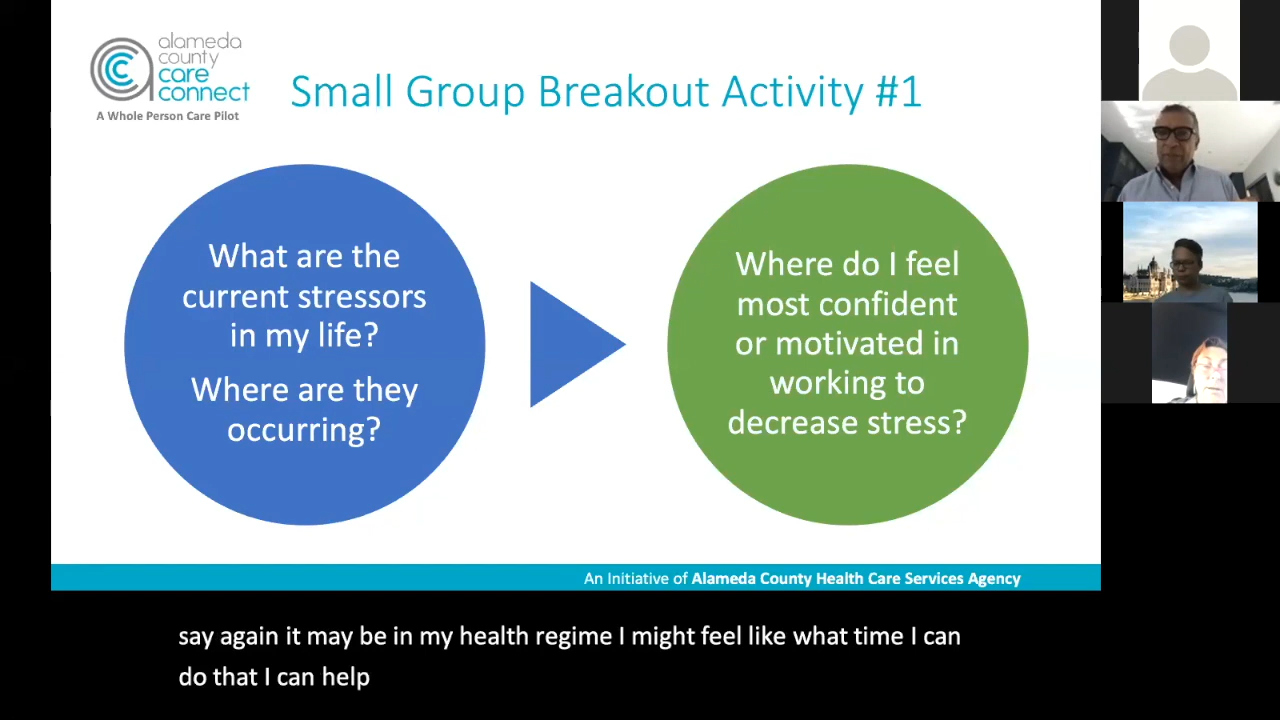 alameda
county
care
connect
A Whole Person Care Pilot
Small Group Breakout Activity #1
What are the
current stressors
in my life?
Where are they
occurring?
Where do I feel
most confident
or motivated in
working to
decrease stress?
An Initiative of Alameda County Health Care Services Agency
say again it may be in my health regime I might feel like what time I can
do that I can help